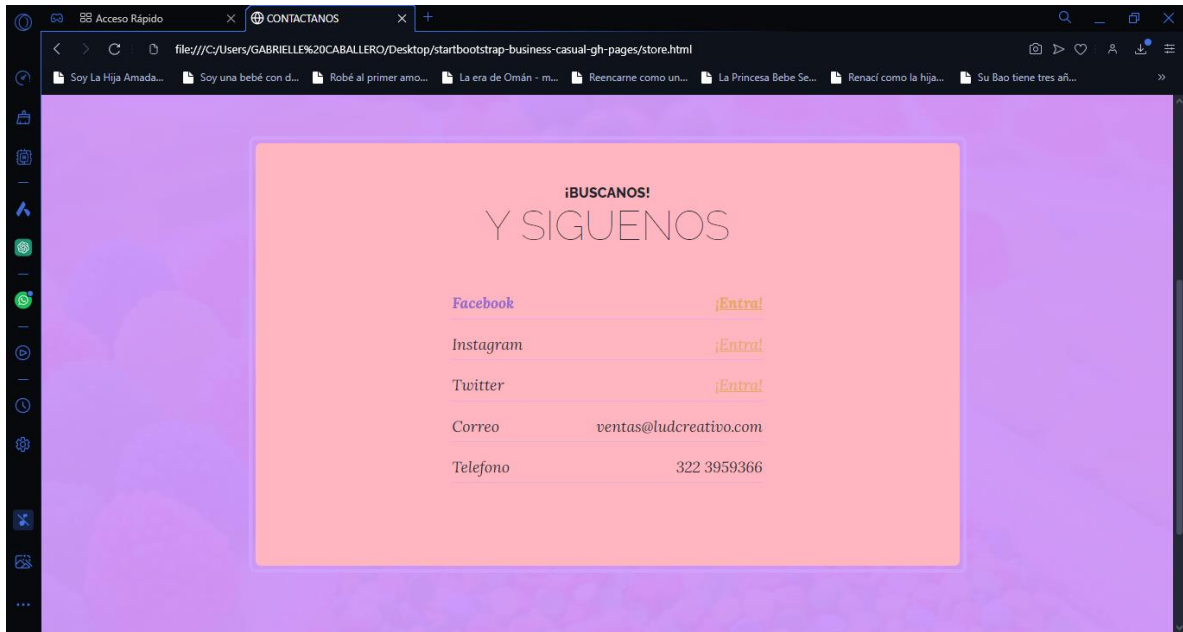 Acceso Rápido
CONTACTANOS
file:///C:/Users/GABRIELLE%20CABALLERO/Desktop/startbootstrap-business-casual-gh-pages/store.html
Soy La Hija Amada... Soy una bebé con d... Robé al primer amo... La era de Omán - m... Reencarne como un... La Princesa Bebe Se... Renací como la hija... Su Bao tiene tres añ...
¡BUSCANOS!
Y SIGUENOS
Facebook ¡Entra!
Instagram ¡Entra!
Twitter ¡Entra!
Correo ventas@ludcreativo.com
Telefono 322 3959366